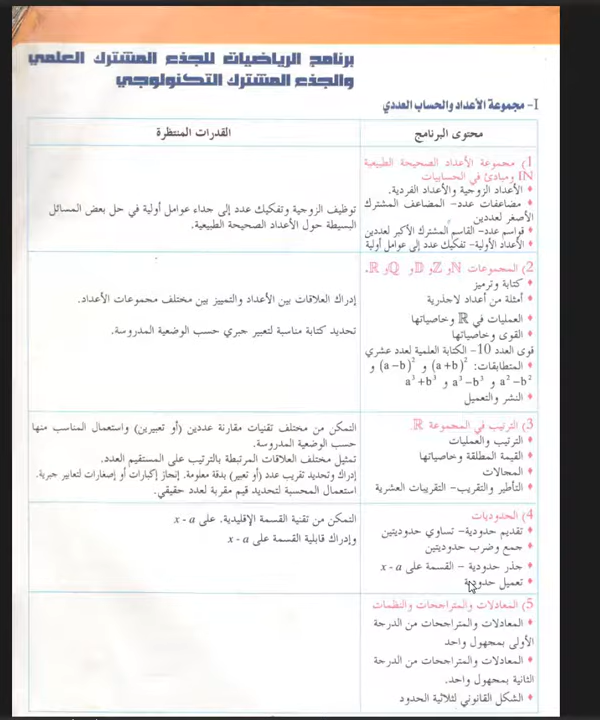 برنامج الرياضيات للجذع المشترك العلمي
والجذع المشترك التكنولوجي
I- مجموعة الأعداد والحساب العددي
محتوى البرنامج
القدرات المنتظرة
1) مجموعة الأعداد الصحيحة الطبيعية
IN ومبادئ في الحسابيات
♦ الأعداد الزوجية والأعداد الفردية.
♦ مضاعفات عدد- المضاعف المشترك
الأصغر لعددين
♦ قواسم عدد- القاسم المشترك الأكبر لعددين
♦ الأعداد الأولية- تفكيك عدد إلى عوامل أولية
توظيف الزوجية وتفكيك عدد إلى جداء عوامل أولية في حل بعض المسائل
البسيطة حول الأعداد الصحيحة الطبيعية.
2) المجموعات ℕ و ℤ و 𝔻 و ℚ و ℝ.
♦ كتابة وترميز
♦ أمثلة من أعداد لاجذرية
♦ العمليات في ℝ وخاصياتها
♦ القوى وخاصياتها
قوى العدد 10- الكتابة العلمية لعدد عشري
♦ المتطابقات: (a+b)² و (a−b)² و
a²−b² و a³−b³ و a³+b³
♦ النشر والتعميل
إدراك العلاقات بين الأعداد والتمييز بين مختلف مجموعات الأعداد.
تحديد كتابة مناسبة لتعبير جبري حسب الوضعية المدروسة.
3) الترتيب في المجموعة ℝ
♦ الترتيب والعمليات
♦ القيمة المطلقة وخاصياتها
♦ المجالات
♦ التأطير والتقريب- التقريبات العشرية
التمكن من مختلف تقنيات مقارنة عددين (أو تعبيرين) واستعمال المناسب منها
حسب الوضعية المدروسة.
تمثيل مختلف العلاقات المرتبطة بالترتيب على المستقيم العدد.
إدراك وتحديد تقريب عدد (أو تعبير) بدقة معلومة. إنجاز إكبارات أو إصغارات لتعابير جبرية.
استعمال المحسبة لتحديد قيم مقربة لعدد حقيقي.
4) الحدوديات
♦ تقديم حدودية- تساوي حدوديتين
♦ جمع وضرب حدوديتين
♦ جذر حدودية - القسمة على x - a
♦ تعميل حدودية
التمكن من تقنية القسمة الإقليدية. على x - a
وإدراك قابلية القسمة على x - a
5) المعادلات والمتراجحات والنظمات
♦ المعادلات والمتراجحات من الدرجة
الأولى بمجهول واحد
♦ المعادلات والمتراجحات من الدرجة
الثانية بمجهول واحد.
♦ الشكل القانوني لثلاثية الحدود